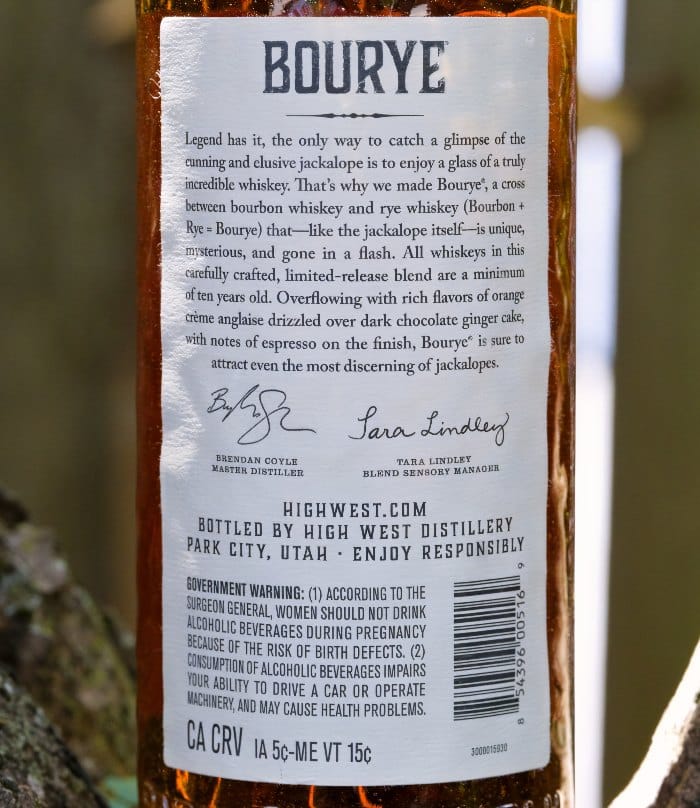 BOURYE
Legend has it, the only way to catch a glimpse of the
cunning and elusive jackalope is to enjoy a glass of a truly
incredible whiskey. That's why we made Bourye®, a cross
between bourbon whiskey and rye whiskey (Bourbon +
Rye = Bourye) that—like the jackalope itself—is unique,
mysterious, and gone in a flash. All whiskeys in this
carefully crafted, limited-release blend are a minimum
of ten years old. Overflowing with rich flavors of orange
crème anglaise drizzled over dark chocolate ginger cake,
with notes of espresso on the finish, Bourye® is sure to
attract even the most discerning of jackalopes.
Tara Lindley
BRENDAN COYLE
MASTER DISTILLER
TARA LINDLEY
BLEND SENSORY MANAGER
HIGHWEST.COM
BOTTLED BY HIGH WEST DISTILLERY
PARK CITY, UTAH · ENJOY RESPONSIBLY
GOVERNMENT WARNING: (1) ACCORDING TO THE
SURGEON GENERAL, WOMEN SHOULD NOT DRINK
ALCOHOLIC BEVERAGES DURING PREGNANCY
BECAUSE OF THE RISK OF BIRTH DEFECTS. (2)
CONSUMPTION OF ALCOHOLIC BEVERAGES IMPAIRS
YOUR ABILITY TO DRIVE A CAR OR OPERATE
MACHINERY, AND MAY CAUSE HEALTH PROBLEMS.
8 54396 00516 9
CA CRV IA 5¢-ME VT 15¢
3000015930